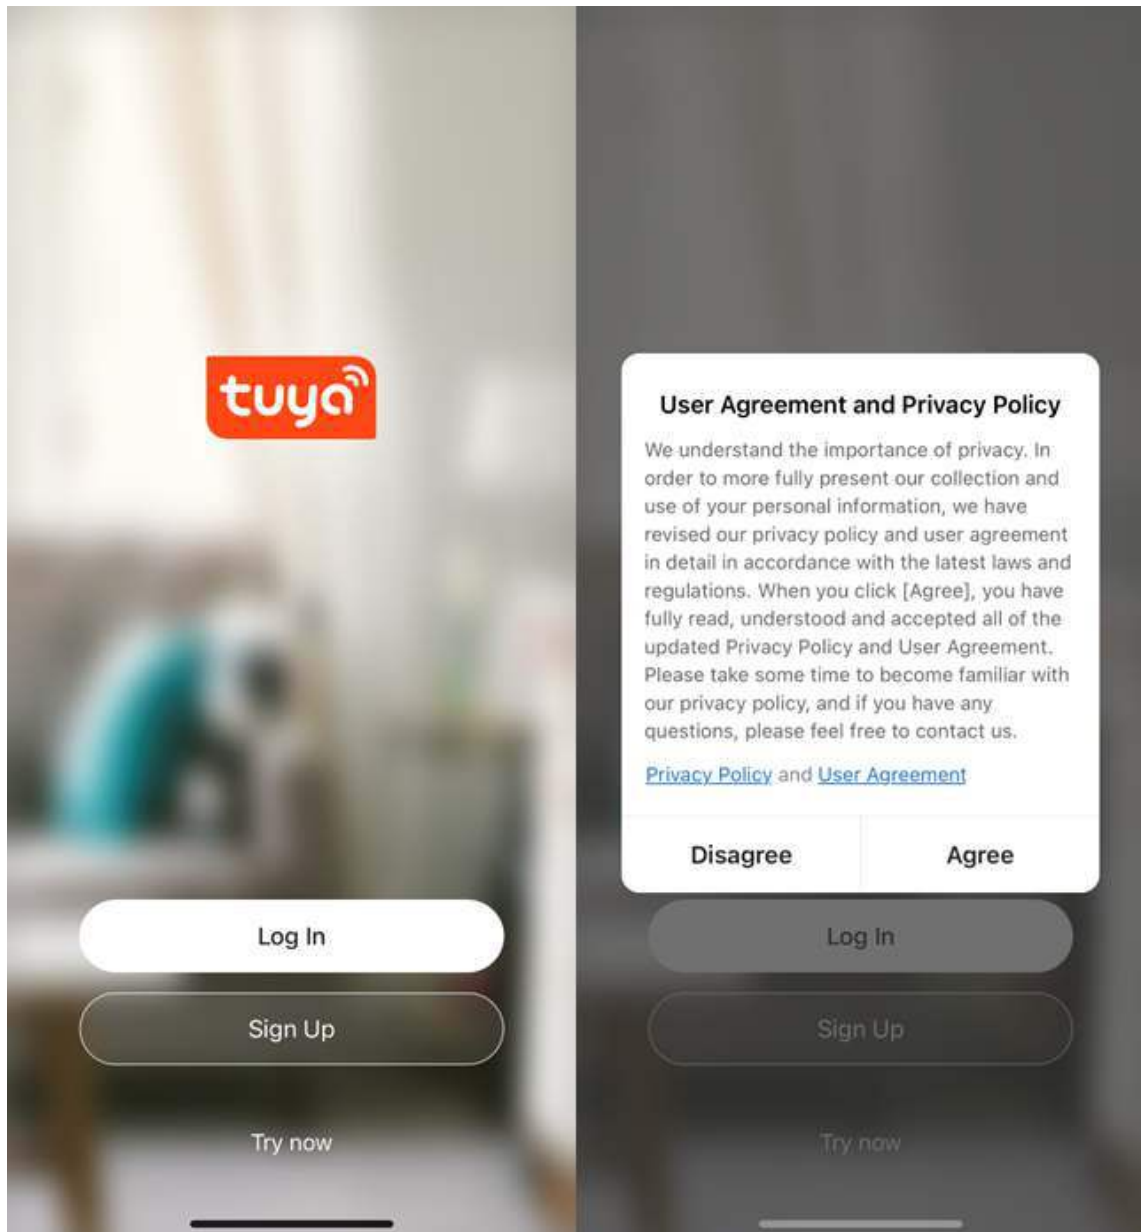 tuya
Log In
Sign Up
Try now
User Agreement and Privacy Policy
We understand the importance of privacy. In
order to more fully present our collection and
use of your personal information, we have
revised our privacy policy and user agreement
in detail in accordance with the latest laws and
regulations. When you click [Agree], you have
fully read, understood and accepted all of the
updated Privacy Policy and User Agreement.
Please take some time to become familiar with
our privacy policy, and if you have any
questions, please feel free to contact us.
Privacy Policy and User Agreement
Disagree Agree
Log In
Sign Up
Try now